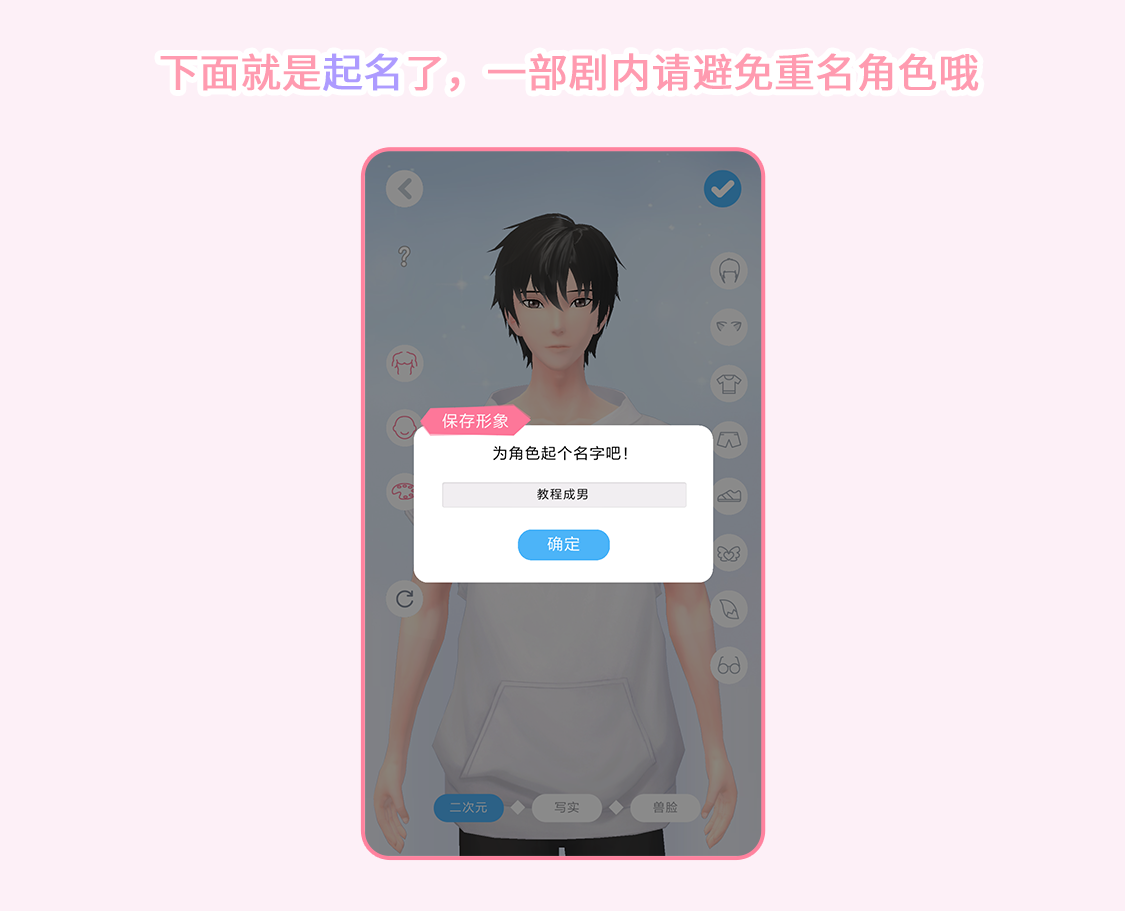 下面就是起名了，一部剧内请避免重名角色哦
?
保存形象
为角色起个名字吧！
教程成男
确定
二次元 写实 兽脸